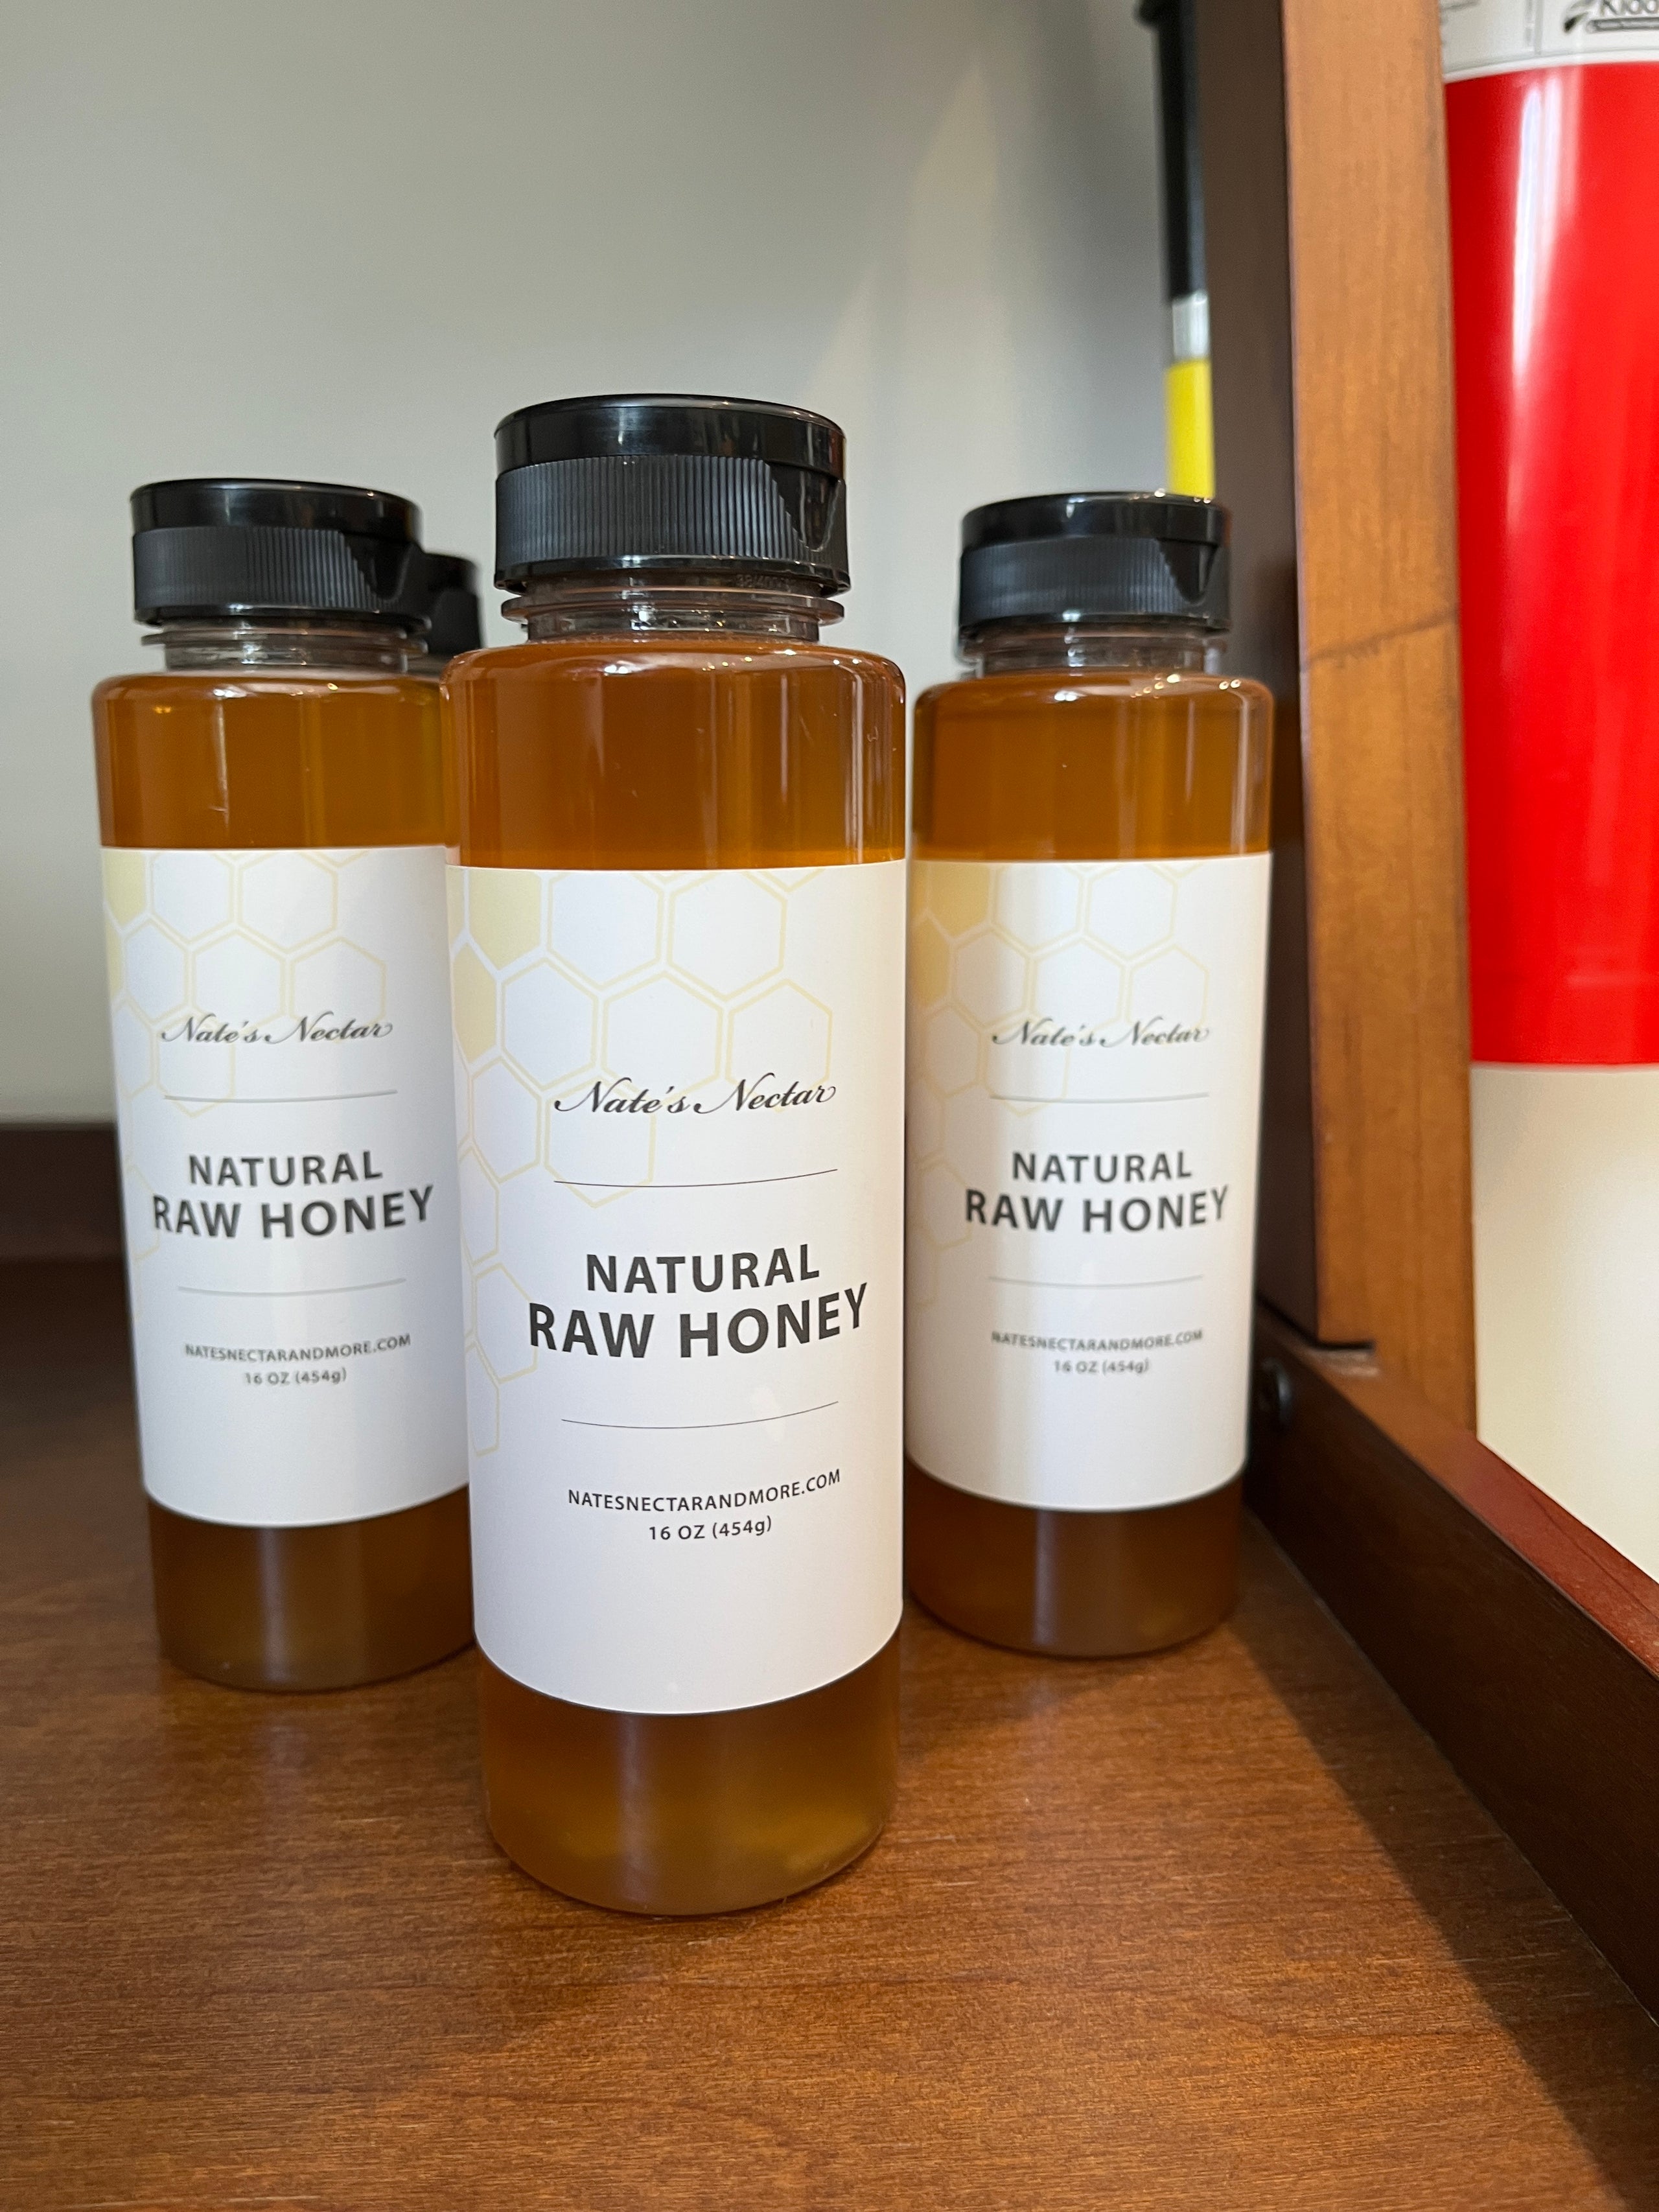 Nate's Nectar
NATURAL
RAW HONEY
NATESNECTARANDMORE.COM
16 OZ (454g)
Nate's Nectar
NATURAL
RAW HONEY
NATESNECTARANDMORE.COM
16 OZ (454g)
Nate's Nectar
NATURAL
RAW HONEY
NATESNECTARANDMORE.COM
16 OZ (454g)